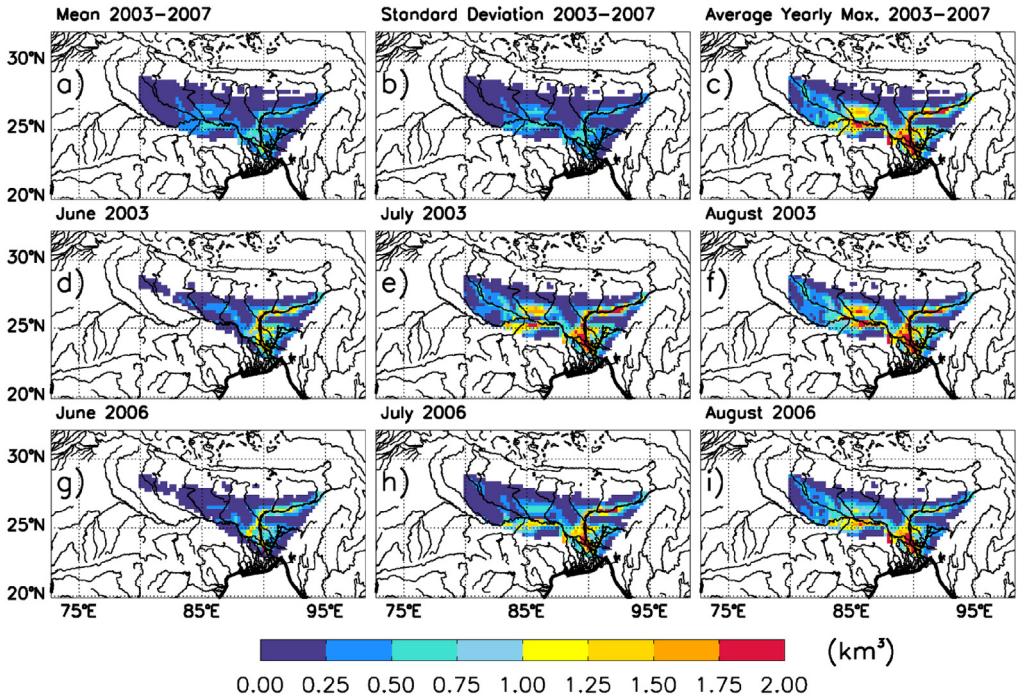 Mean 2003-2007
Standard Deviation 2003-2007
Average Yearly Max. 2003-2007
30°N
25°N
20°N
a)
b)
c)
June 2003
July 2003
August 2003
30°N
25°N
20°N
d)
e)
f)
June 2006
July 2006
August 2006
30°N
25°N
20°N
g)
h)
i)
75°E 85°E 95°E 75°E 85°E 95°E 75°E 85°E 95°E
(km³)
0.00 0.25 0.50 0.75 1.00 1.25 1.50 1.75 2.00